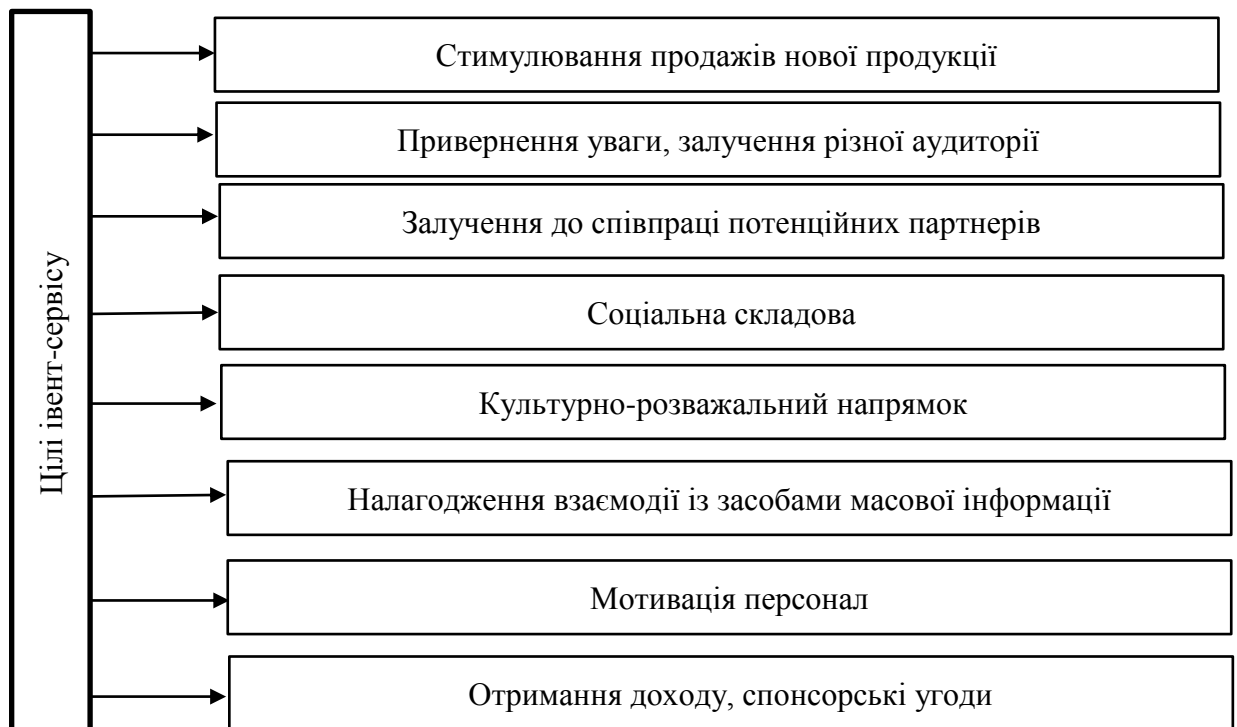 Цілі івент-сервісу
Стимулювання продажів нової продукції
Привернення уваги, залучення різної аудиторії
Залучення до співпраці потенційних партнерів
Соціальна складова
Культурно-розважальний напрямок
Налагодження взаємодії із засобами масової інформації
Мотивація персонал
Отримання доходу, спонсорські угоди